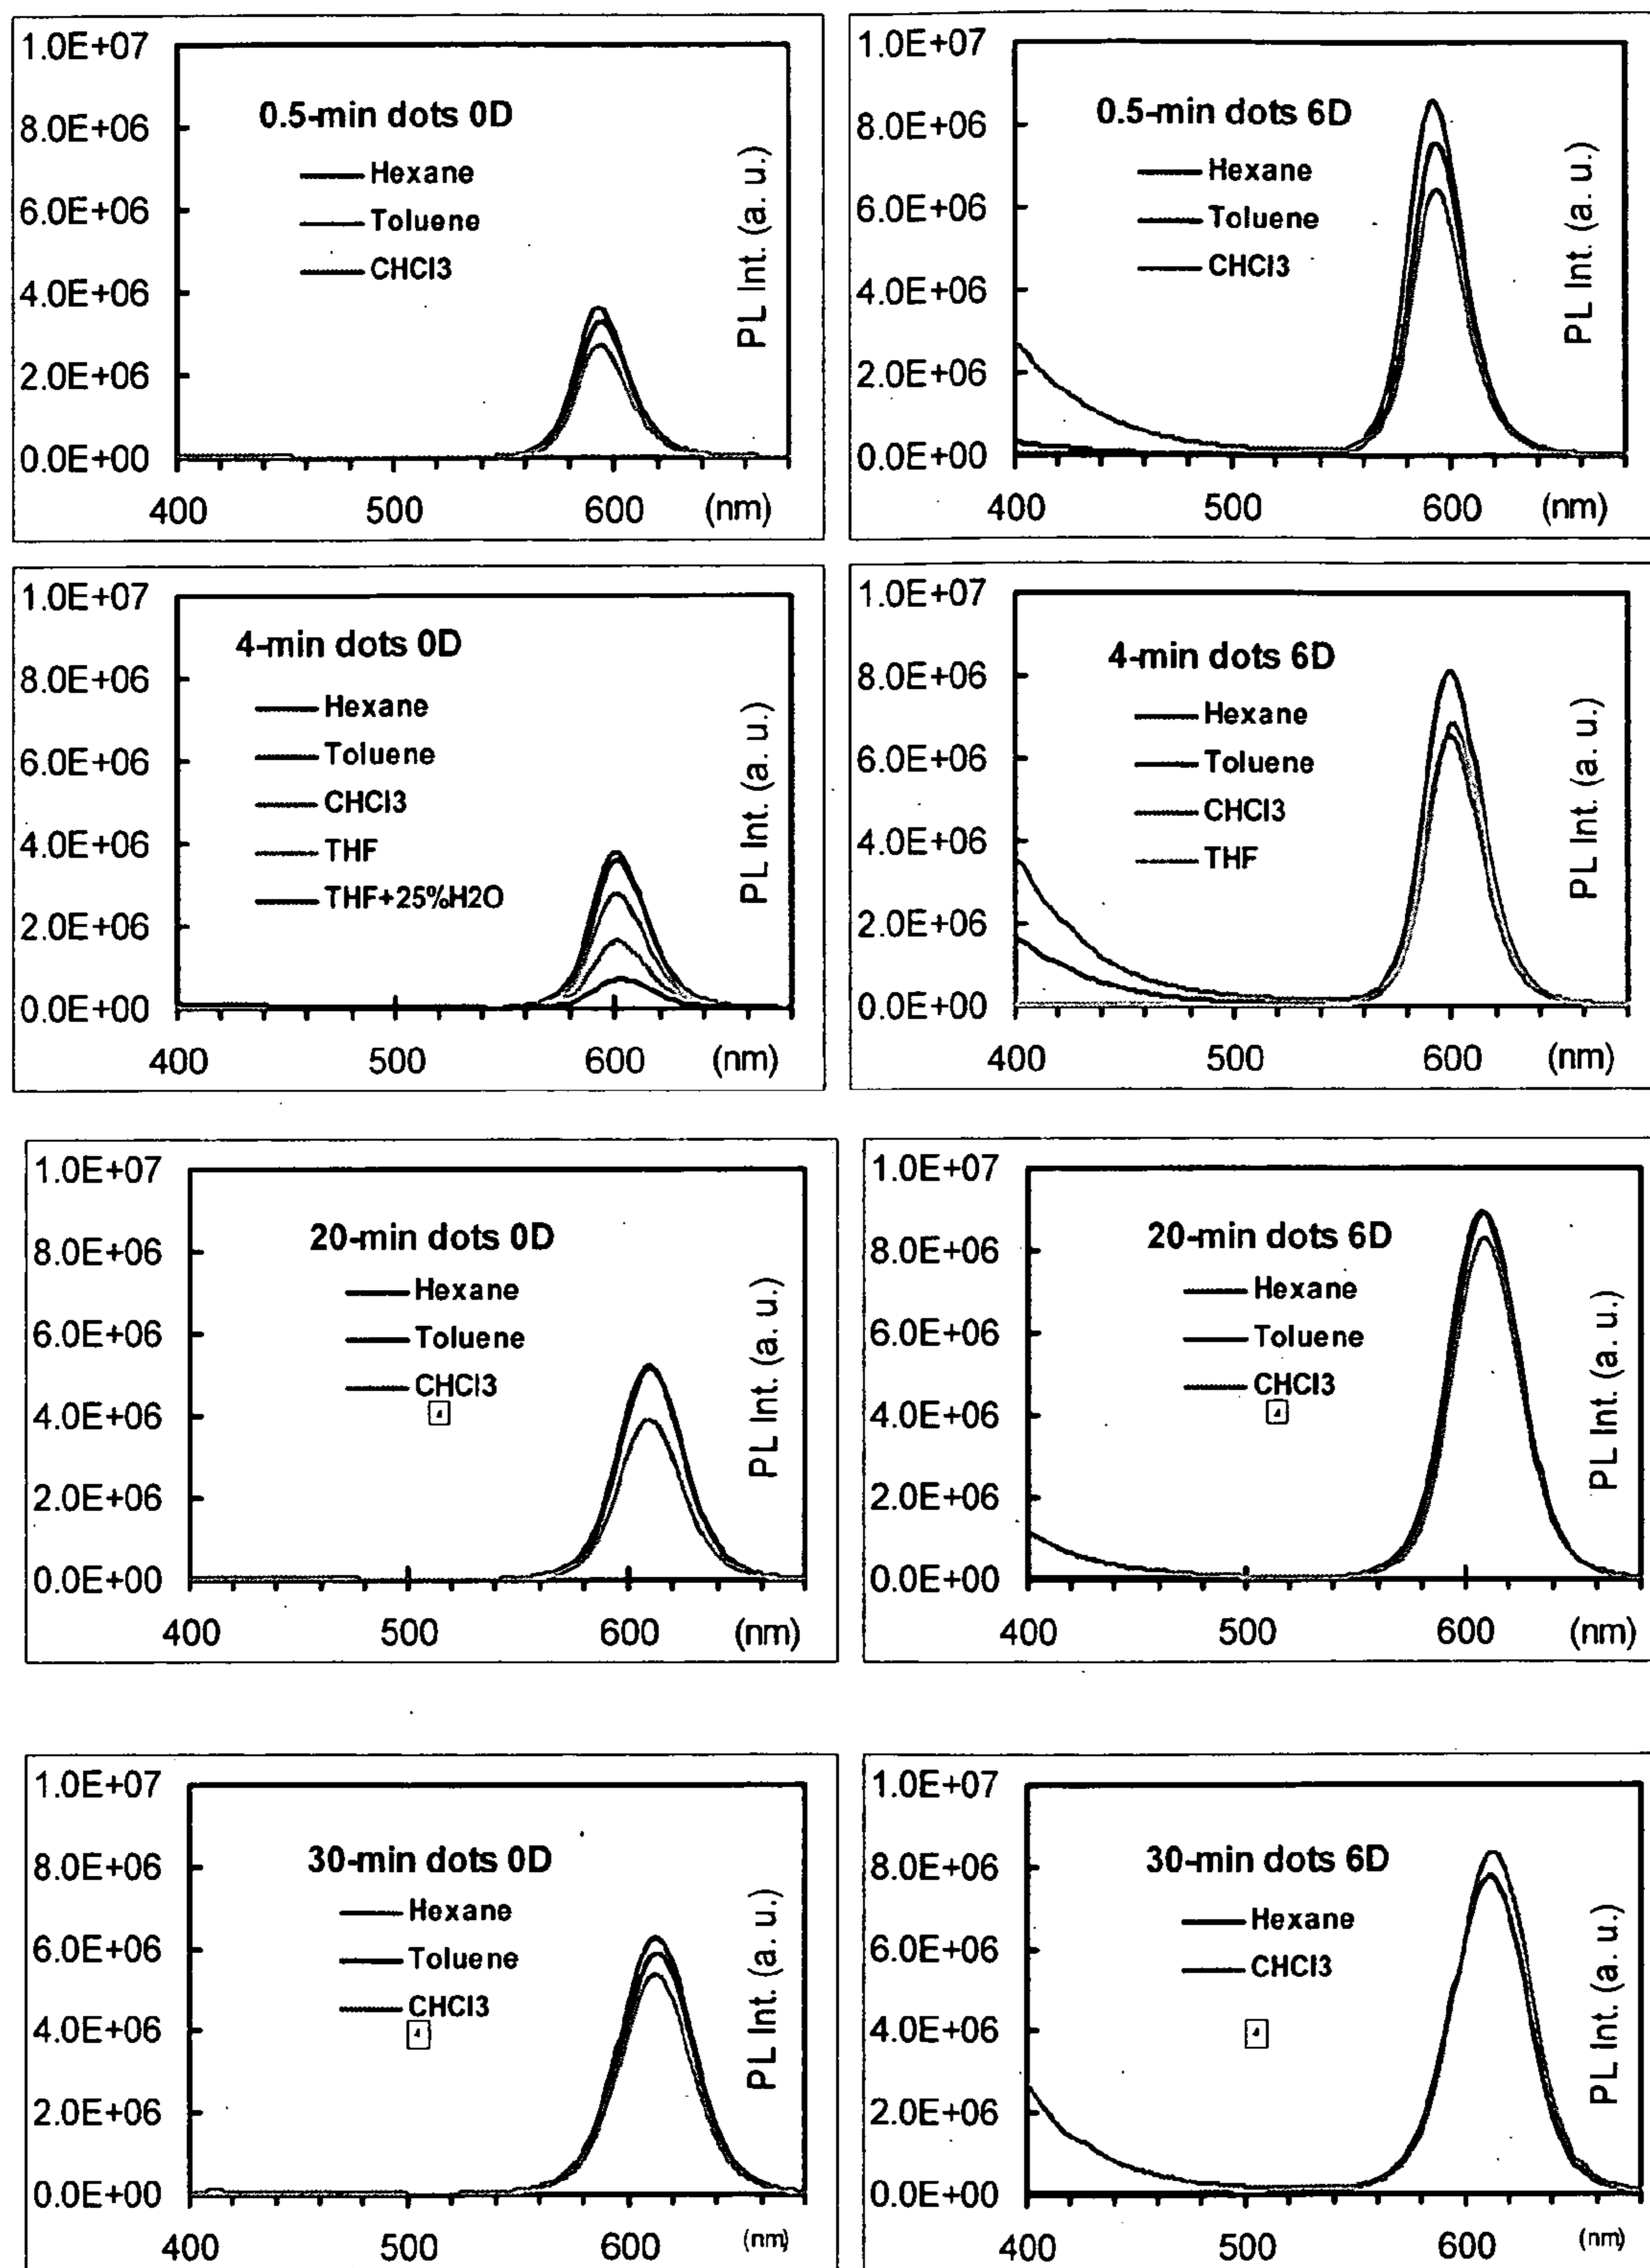 1.0E+07
8.0E+06
6.0E+06
4.0E+06
2.0E+06
0.0E+00
0.5-min dots 0D
Hexane
Toluene
CHCl3
PL Int. (a. u.)
400 500 600 (nm)
1.0E+07
8.0E+06
6.0E+06
4.0E+06
2.0E+06
0.0E+00
0.5-min dots 6D
Hexane
Toluene
CHCl3
PL Int. (a. u.)
400 500 600 (nm)
1.0E+07
8.0E+06
6.0E+06
4.0E+06
2.0E+06
0.0E+00
4-min dots 0D
Hexane
Toluene
CHCl3
THF
THF+25%H2O
PL Int. (a. u.)
400 500 600 (nm)
1.0E+07
8.0E+06
6.0E+06
4.0E+06
2.0E+06
0.0E+00
4-min dots 6D
Hexane
Toluene
CHCl3
THF
PL Int. (a. u.)
400 500 600 (nm)
1.0E+07
8.0E+06
6.0E+06
4.0E+06
2.0E+06
0.0E+00
20-min dots 0D
Hexane
Toluene
CHCl3
PL Int. (a. u.)
400 500 600 (nm)
1.0E+07
8.0E+06
6.0E+06
4.0E+06
2.0E+06
0.0E+00
20-min dots 6D
Hexane
Toluene
CHCl3
PL Int. (a. u.)
400 500 600 (nm)
1.0E+07
8.0E+06
6.0E+06
4.0E+06
2.0E+06
0.0E+00
30-min dots 0D
Hexane
Toluene
CHCl3
PL Int. (a. u.)
400 500 600 (nm)
1.0E+07
8.0E+06
6.0E+06
4.0E+06
2.0E+06
0.0E+00
30-min dots 6D
Hexane
CHCl3
PL Int. (a. u.)
400 500 600 (nm)